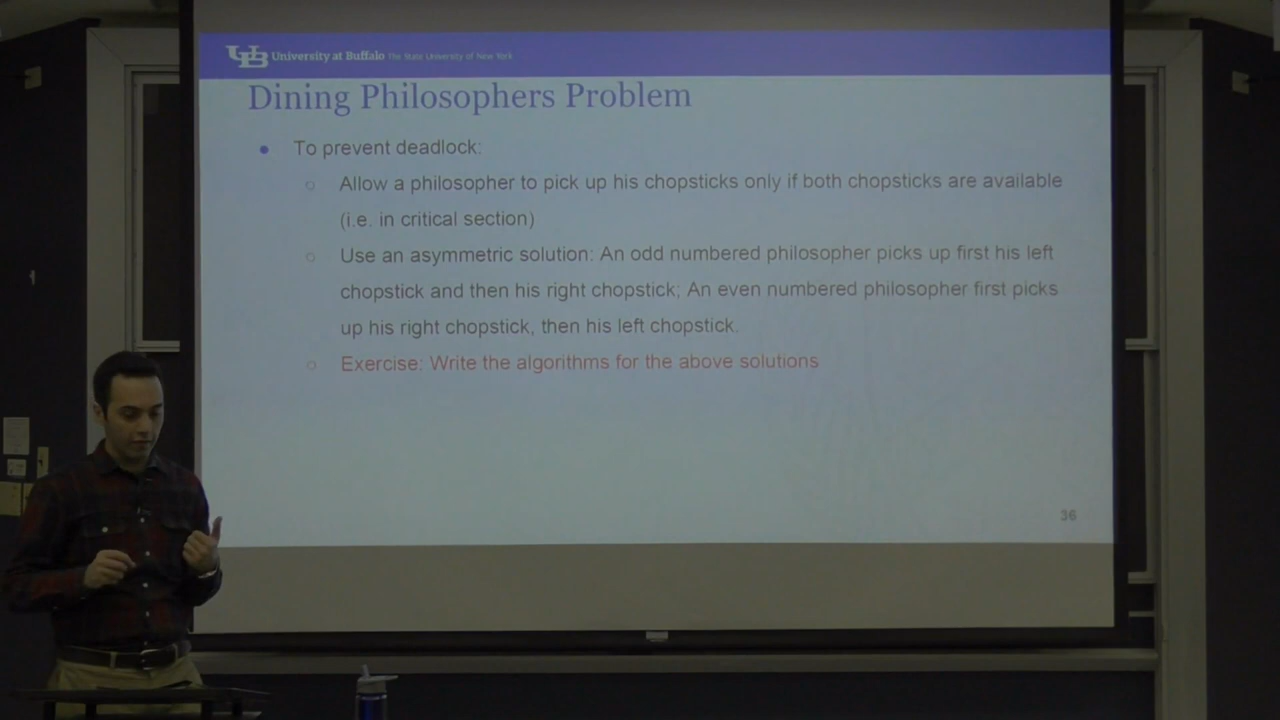 UB University at Buffalo The State University of New York
Dining Philosophers Problem
To prevent deadlock:
Allow a philosopher to pick up his chopsticks only if both chopsticks are available
(i.e. in critical section)
Use an asymmetric solution: An odd numbered philosopher picks up first his left
chopstick and then his right chopstick; An even numbered philosopher first picks
up his right chopstick, then his left chopstick.
Exercise: Write the algorithms for the above solutions
36